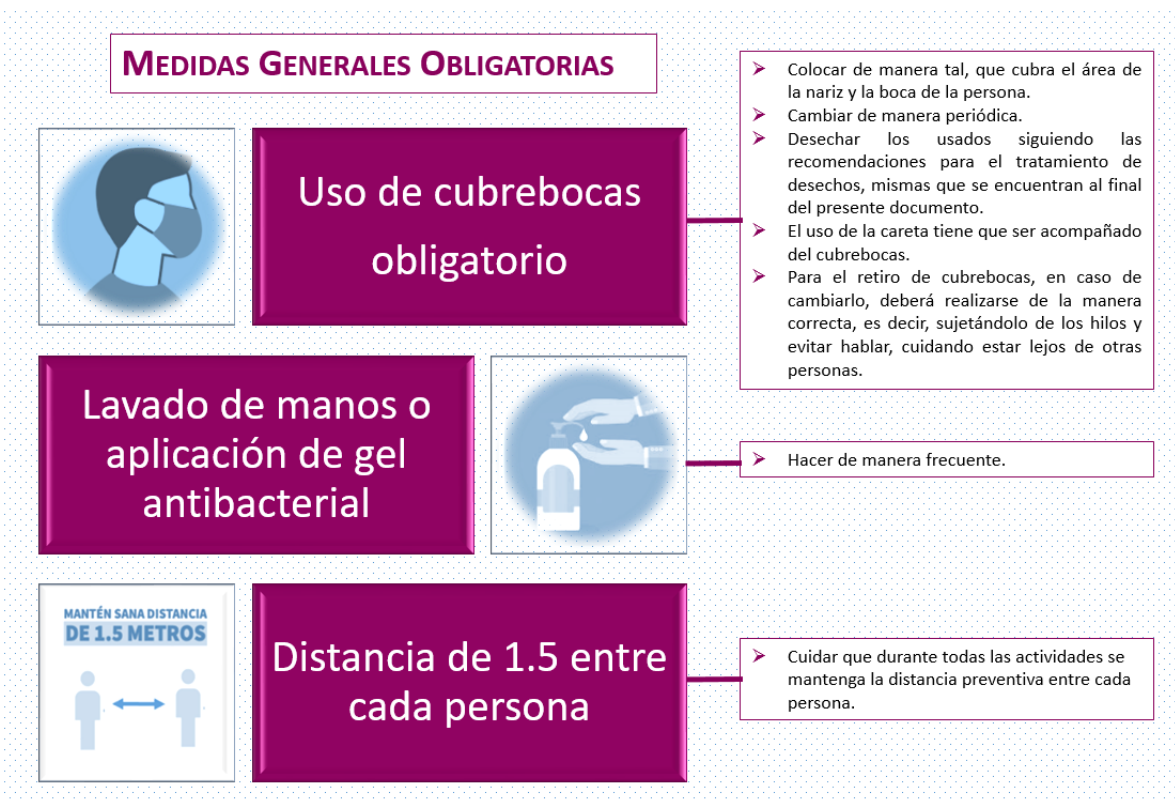 MEDIDAS GENERALES OBLIGATORIAS
Uso de cubrebocas
obligatorio
Colocar de manera tal, que cubra el área de
la nariz y la boca de la persona.
Cambiar de manera periódica.
Desechar los usados siguiendo las
recomendaciones para el tratamiento de
desechos, mismas que se encuentran al final
del presente documento.
El uso de la careta tiene que ser acompañado
del cubrebocas.
Para el retiro de cubrebocas, en caso de
cambiarlo, deberá realizarse de la manera
correcta, es decir, sujetándolo de los hilos y
evitar hablar, cuidando estar lejos de otras
personas.
Lavado de manos o
aplicación de gel
antibacterial
Hacer de manera frecuente.
MANTÉN SANA DISTANCIA
DE 1.5 METROS
Distancia de 1.5 entre
cada persona
Cuidar que durante todas las actividades se
mantenga la distancia preventiva entre cada
persona.